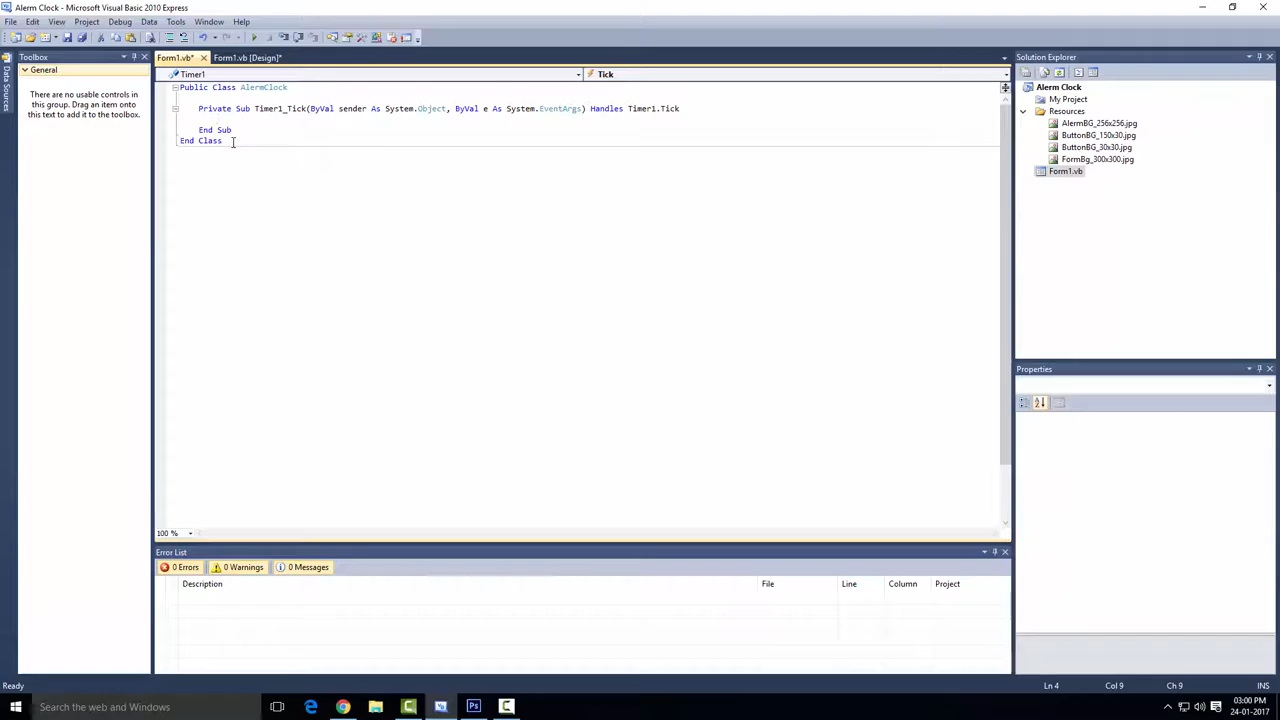 Alerm Clock - Microsoft Visual Basic 2010 Express
File Edit View Project Debug Data Tools Window Help
Toolbox
Form1.vb* Form1.vb [Design]*
Solution Explorer
Data Sources
General
There are no usable controls in
this group. Drag an item onto
this text to add it to the toolbox.
Timer1 Tick
Public Class AlermClock
Private Sub Timer1_Tick(ByVal sender As System.Object, ByVal e As System.EventArgs) Handles Timer1.Tick
End Sub
End Class
Alerm Clock
My Project
Resources
AlermBG_256x256.jpg
ButtonBG_150x30.jpg
ButtonBG_30x30.jpg
FormBg_300x300.jpg
Form1.vb
Properties
100 %
Error List
0 Errors 0 Warnings 0 Messages
Description File Line Column Project
Ready Ln 4 Col 9 Ch 9 INS
Search the web and Windows
03:00 PM
24-01-2017